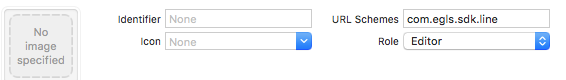 No
image
specified
Identifier None URL Schemes com.egls.sdk.line
Icon None Role Editor